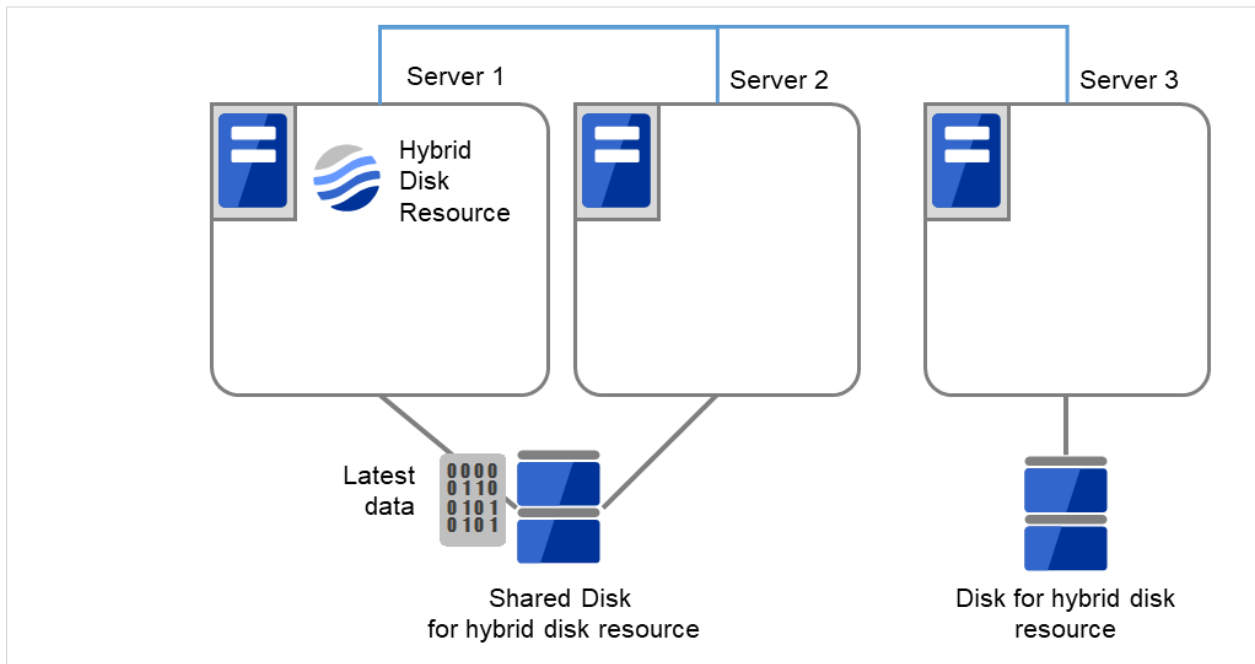 Server 1
Server 2
Server 3
Hybrid
Disk
Resource
Latest
data
0000
0110
0101
0101
Shared Disk
for hybrid disk resource
Disk for hybrid disk
resource